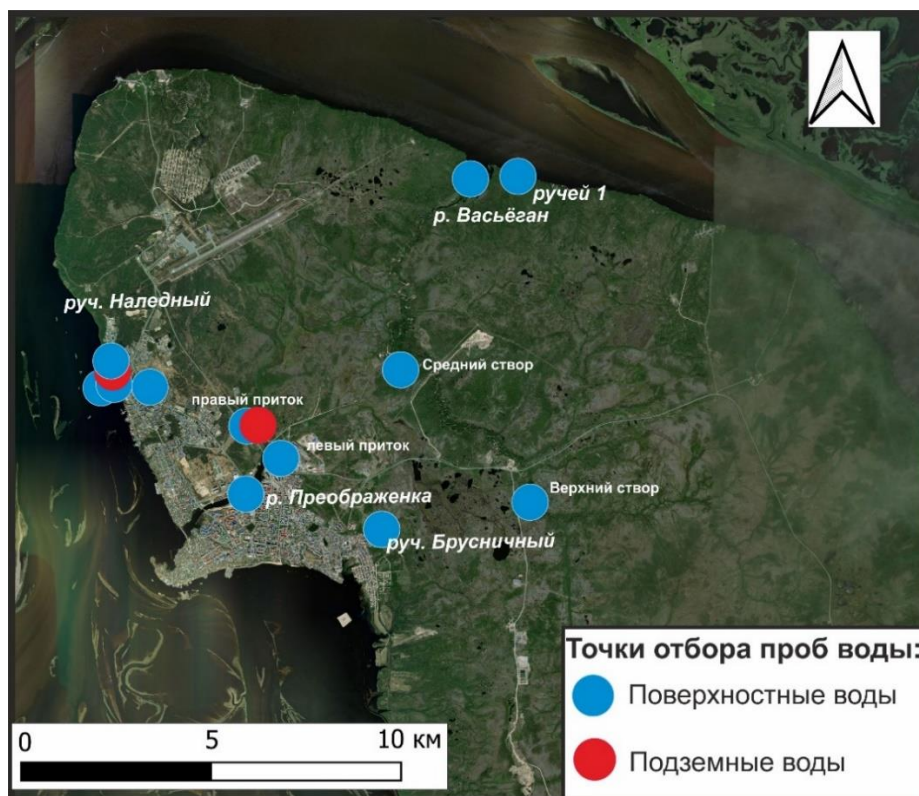 ручей 1
р. Васьёган
руч. Наледный
Средний створ
правый приток
левый приток
Верхний створ
р. Преображенка
руч. Брусничный
Точки отбора проб воды:
Поверхностные воды
Подземные воды
0 5 10 км